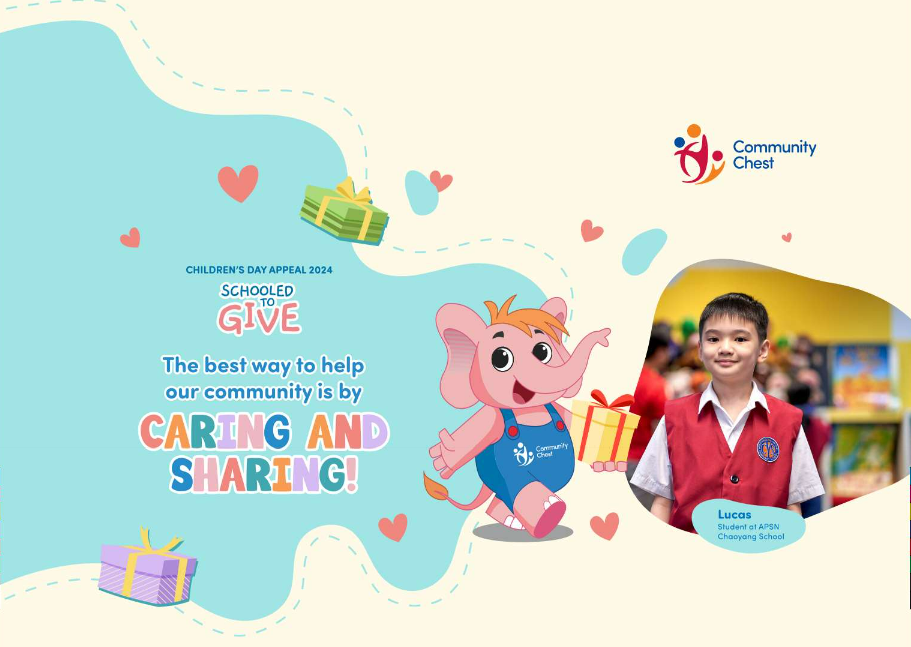 Community
Chest
CHILDREN'S DAY APPEAL 2024
SCHOOLED
TO
GIVE
The best way to help
our community is by
CARING AND
SHARING!
Community
Chest
Lucas
Student at APSN
Chaoyang School